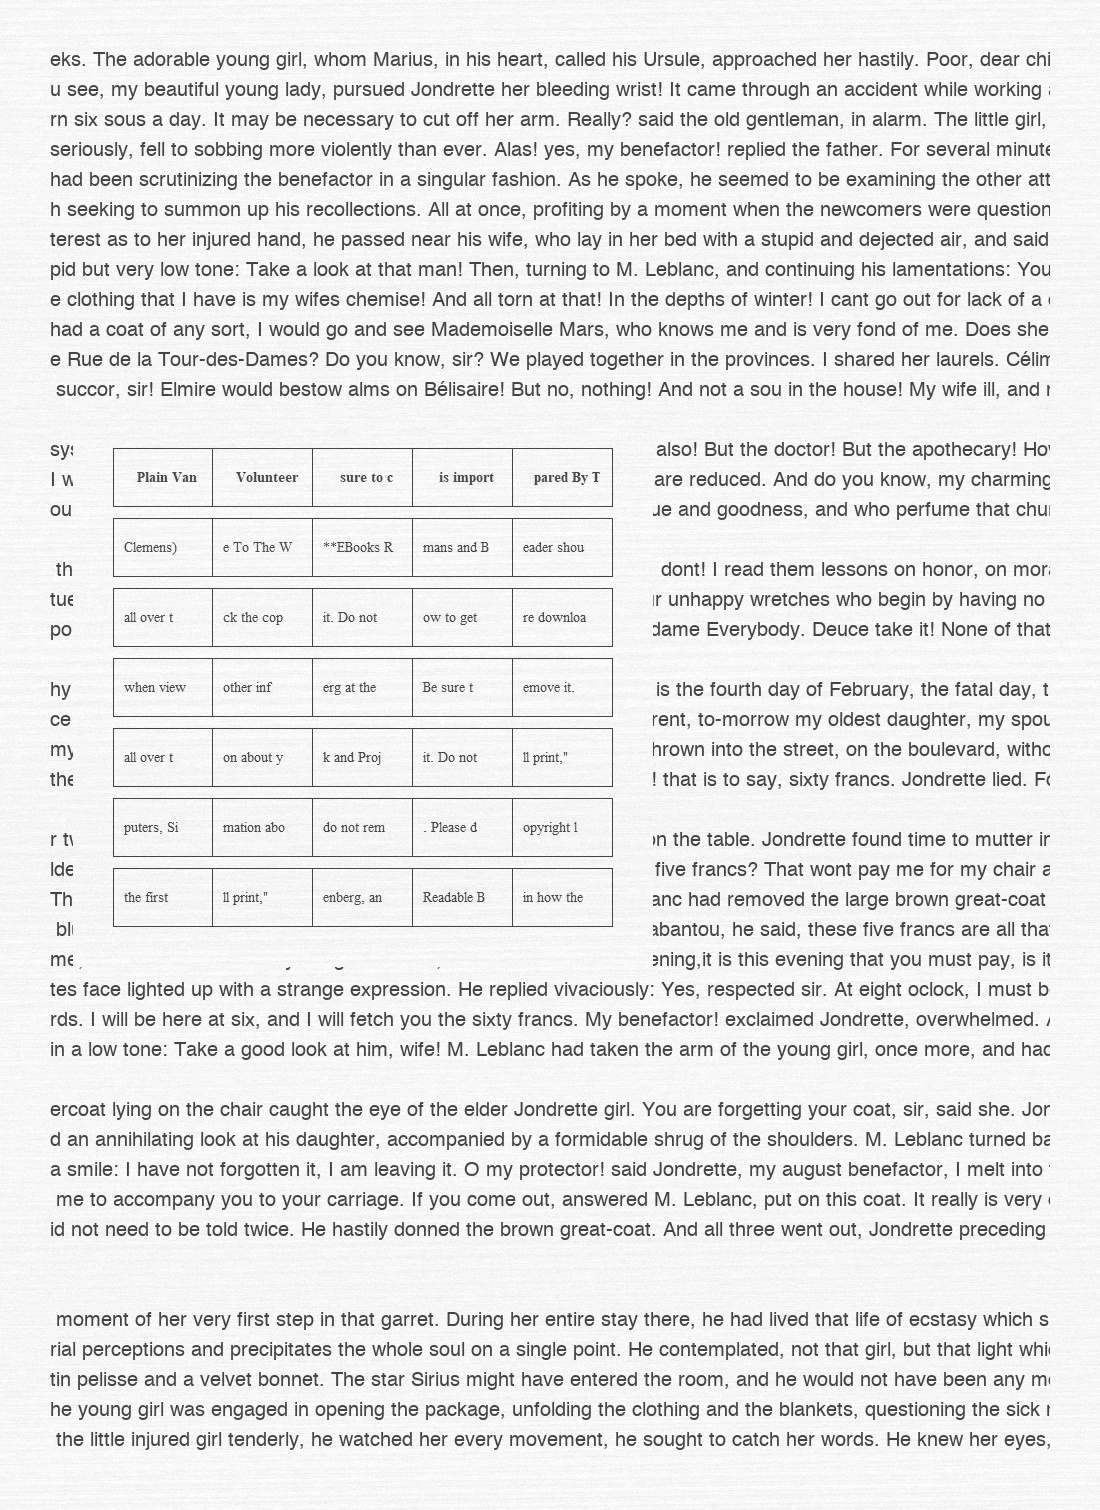 eks. The adorable young girl, whom Marius, in his heart, called his Ursule, approached her hastily. Poor, dear chi
u see, my beautiful young lady, pursued Jondrette her bleeding wrist! It came through an accident while working
rn six sous a day. It may be necessary to cut off her arm. Really? said the old gentleman, in alarm. The little girl,
seriously, fell to sobbing more violently than ever. Alas! yes, my benefactor! replied the father. For several minute
had been scrutinizing the benefactor in a singular fashion. As he spoke, he seemed to be examining the other att
h seeking to summon up his recollections. All at once, profiting by a moment when the newcomers were question
terest as to her injured hand, he passed near his wife, who lay in her bed with a stupid and dejected air, and said
pid but very low tone: Take a look at that man! Then, turning to M. Leblanc, and continuing his lamentations: You
e clothing that I have is my wifes chemise! And all torn at that! In the depths of winter! I cant go out for lack of a
had a coat of any sort, I would go and see Mademoiselle Mars, who knows me and is very fond of me. Does she
e Rue de la Tour-des-Dames? Do you know, sir? We played together in the provinces. I shared her laurels. Célim
succor, sir! Elmire would bestow alms on Bélisaire! But no, nothing! And not a sou in the house! My wife ill, and
sys also! But the doctor! But the apothecary! How
I w are reduced. And do you know, my charming
ou ue and goodness, and who perfume that chur
th dont! I read them lessons on honor, on mora
tue r unhappy wretches who begin by having no
po dame Everybody. Deuce take it! None of that
hy is the fourth day of February, the fatal day, t
ce rent, to-morrow my oldest daughter, my spou
my hrown into the street, on the boulevard, witho
the ! that is to say, sixty francs. Jondrette lied. Fo
r tw on the table. Jondrette found time to mutter in
lde five francs? That wont pay me for my chair a
Th anc had removed the large brown great-coat
blu abantou, he said, these five francs are all tha
me, ening,it is this evening that you must pay, is it
Plain Van Volunteer sure to c is import pared By T
Clemens) e To The W **EBooks R mans and B eader shou
all over t ck the cop it. Do not ow to get re downloa
when view other inf erg at the Be sure t emove it.
all over t on about y k and Proj it. Do not ll print,"
puters, Si mation abo do not rem . Please d opyright l
the first ll print," enberg, an Readable B in how the
tes face lighted up with a strange expression. He replied vivaciously: Yes, respected sir. At eight oclock, I must b
rds. I will be here at six, and I will fetch you the sixty francs. My benefactor! exclaimed Jondrette, overwhelmed.
in a low tone: Take a good look at him, wife! M. Leblanc had taken the arm of the young girl, once more, and had
ercoat lying on the chair caught the eye of the elder Jondrette girl. You are forgetting your coat, sir, said she. Jon
d an annihilating look at his daughter, accompanied by a formidable shrug of the shoulders. M. Leblanc turned ba
a smile: I have not forgotten it, I am leaving it. O my protector! said Jondrette, my august benefactor, I melt into
me to accompany you to your carriage. If you come out, answered M. Leblanc, put on this coat. It really is very
id not need to be told twice. He hastily donned the brown great-coat. And all three went out, Jondrette preceding
moment of her very first step in that garret. During her entire stay there, he had lived that life of ecstasy which s
rial perceptions and precipitates the whole soul on a single point. He contemplated, not that girl, but that light whi
tin pelisse and a velvet bonnet. The star Sirius might have entered the room, and he would not have been any mo
he young girl was engaged in opening the package, unfolding the clothing and the blankets, questioning the sick
the little injured girl tenderly, he watched her every movement, he sought to catch her words. He knew her eyes,